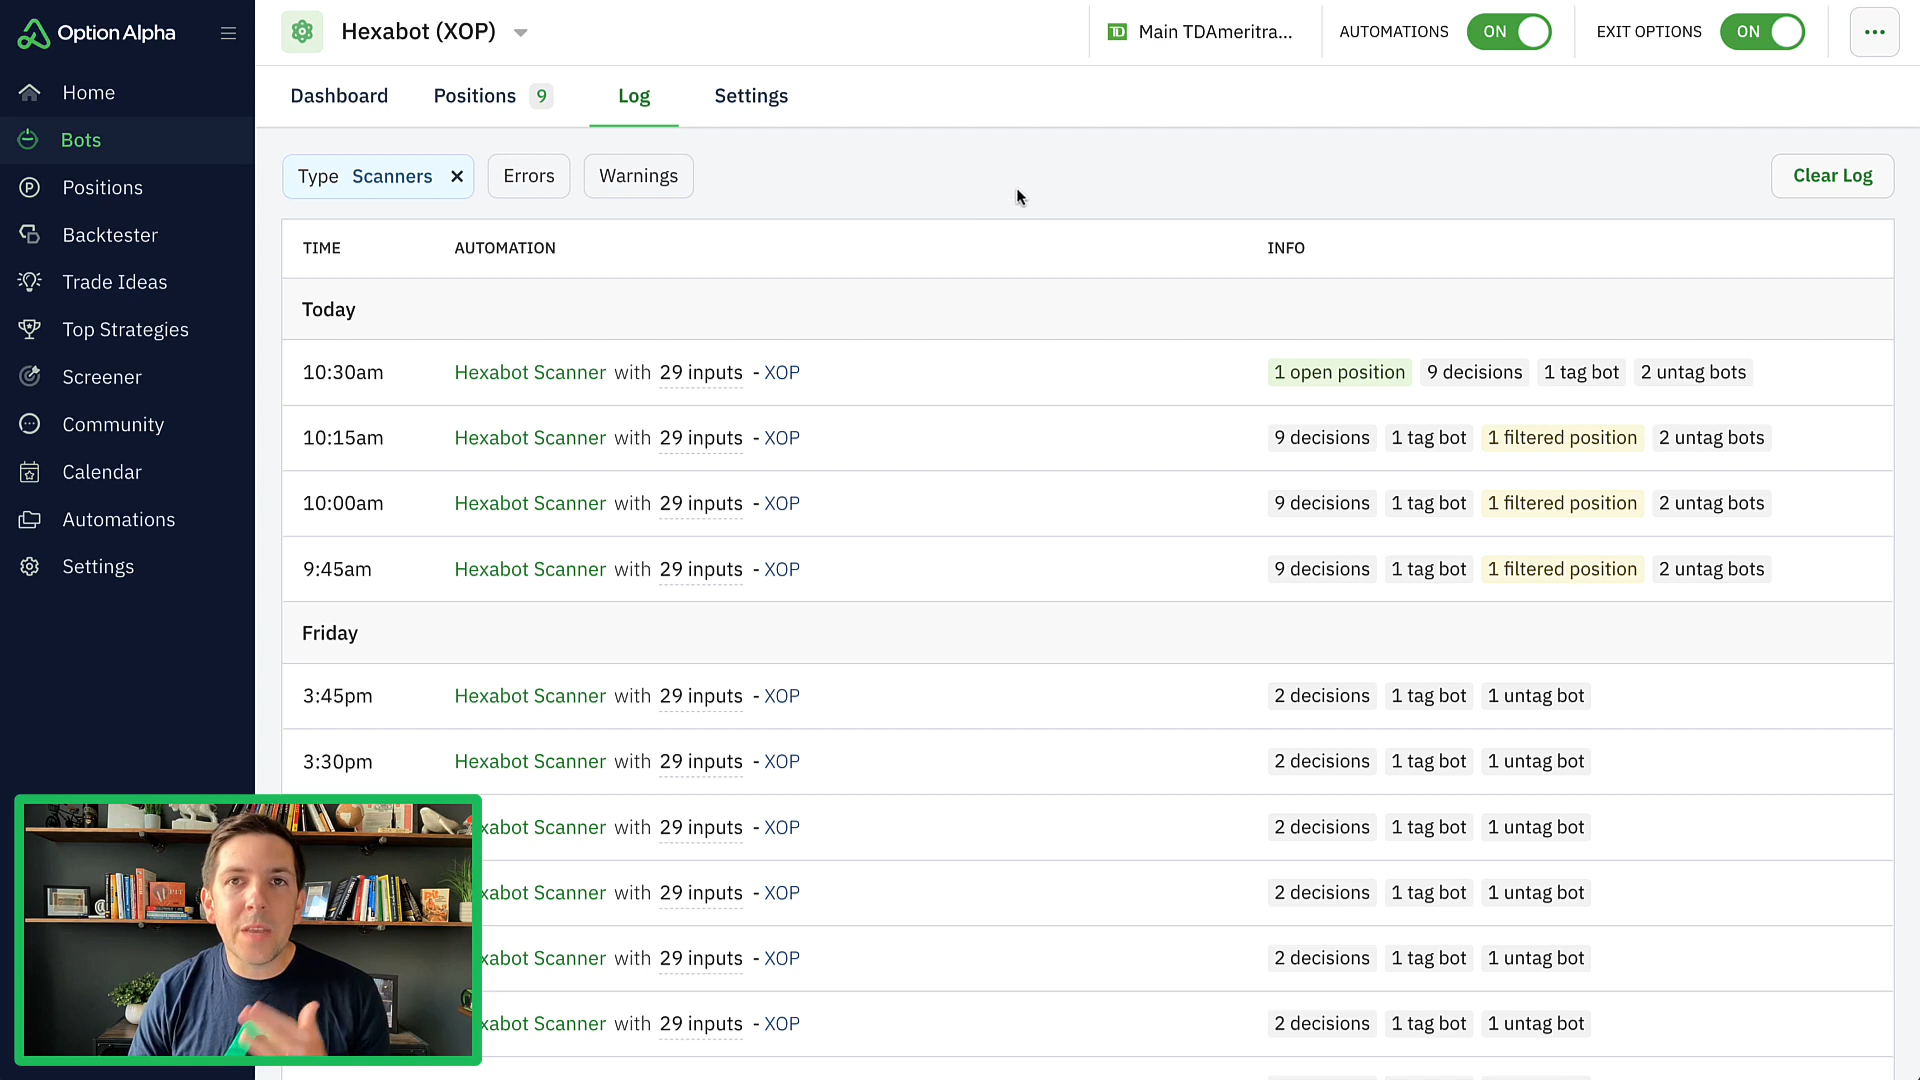 Option Alpha
Home
Bots
Positions
Backtester
Trade Ideas
Top Strategies
Screener
Community
Calendar
Automations
Settings
Hexabot (XOP)
TD Main TDAmeritra...
AUTOMATIONS ON
EXIT OPTIONS ON
Dashboard Positions 9 Log Settings
Type Scanners × Errors Warnings Clear Log
TIME AUTOMATION INFO
Today
10:30am Hexabot Scanner with 29 inputs - XOP 1 open position 9 decisions 1 tag bot 2 untag bots
10:15am Hexabot Scanner with 29 inputs - XOP 9 decisions 1 tag bot 1 filtered position 2 untag bots
10:00am Hexabot Scanner with 29 inputs - XOP 9 decisions 1 tag bot 1 filtered position 2 untag bots
9:45am Hexabot Scanner with 29 inputs - XOP 9 decisions 1 tag bot 1 filtered position 2 untag bots
Friday
3:45pm Hexabot Scanner with 29 inputs - XOP 2 decisions 1 tag bot 1 untag bot
3:30pm Hexabot Scanner with 29 inputs - XOP 2 decisions 1 tag bot 1 untag bot
xabot Scanner with 29 inputs - XOP 2 decisions 1 tag bot 1 untag bot
xabot Scanner with 29 inputs - XOP 2 decisions 1 tag bot 1 untag bot
xabot Scanner with 29 inputs - XOP 2 decisions 1 tag bot 1 untag bot
xabot Scanner with 29 inputs - XOP 2 decisions 1 tag bot 1 untag bot